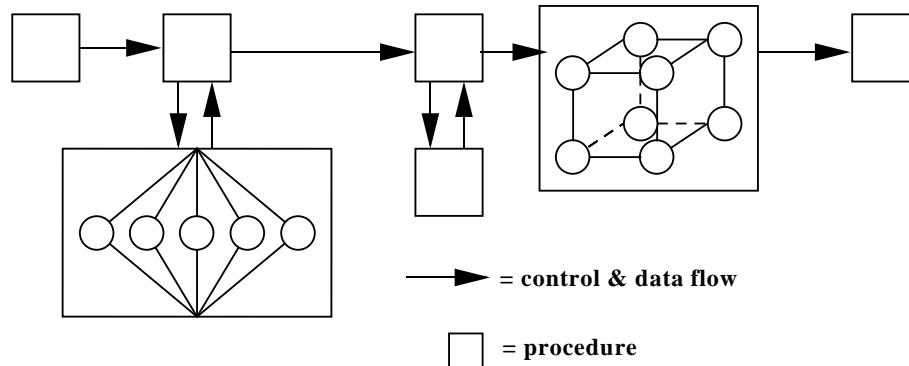 = control & data flow
= procedure